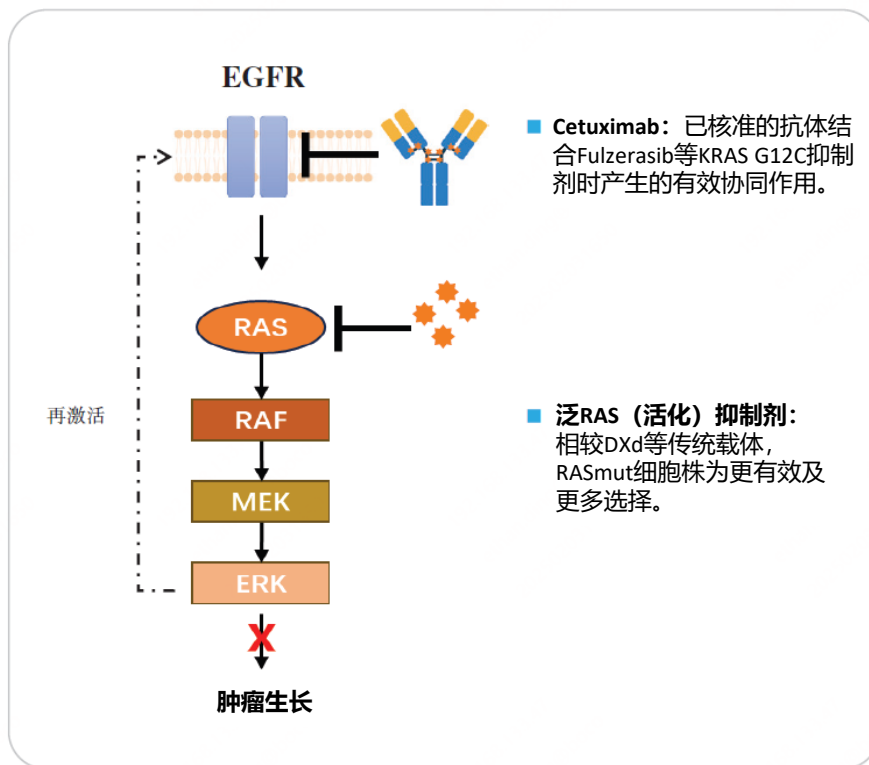 EGFR
■ Cetuximab：已核准的抗体结
合Fulzerasib等KRAS G12C抑制
剂时产生的有效协同作用。
RAS
再激活
RAF
■ 泛RAS（活化）抑制剂：
相较DXd等传统载体，
RASmut细胞株为更有效及
更多选择。
MEK
ERK
X
肿瘤生长